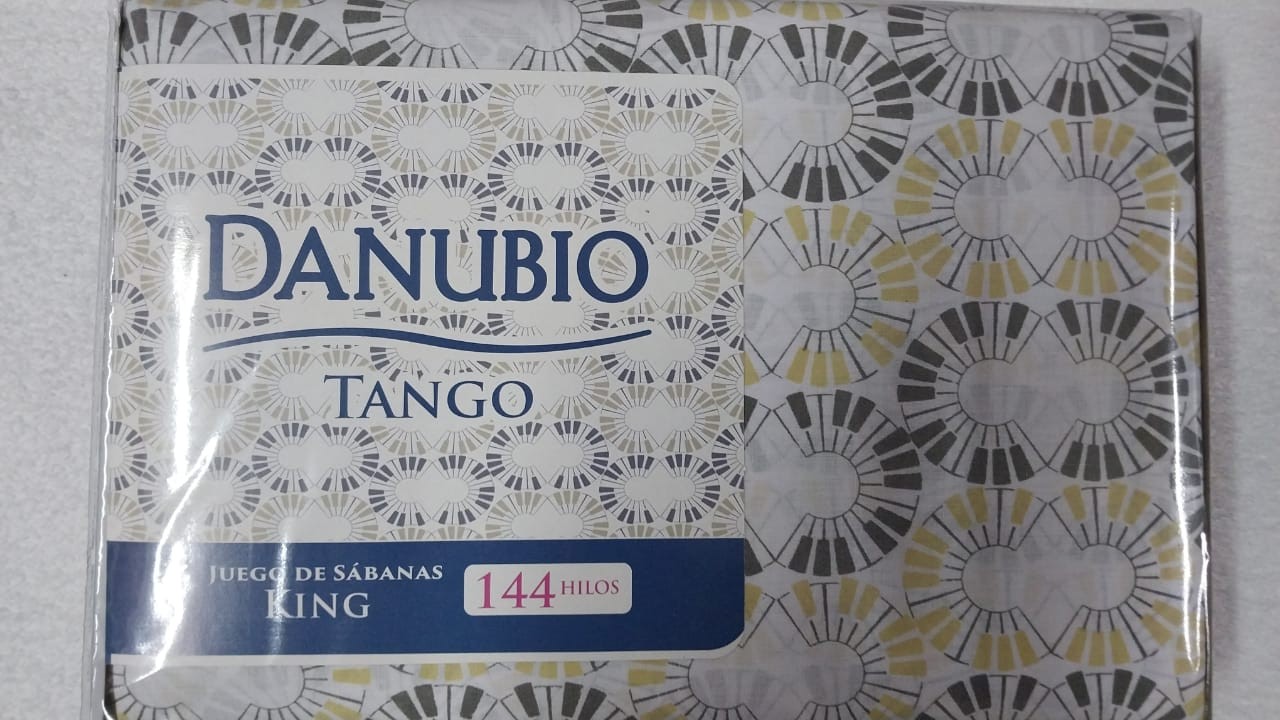 DANUBIO
TANGO
JUEGO DE SÁBANAS
KING
144 HILOS